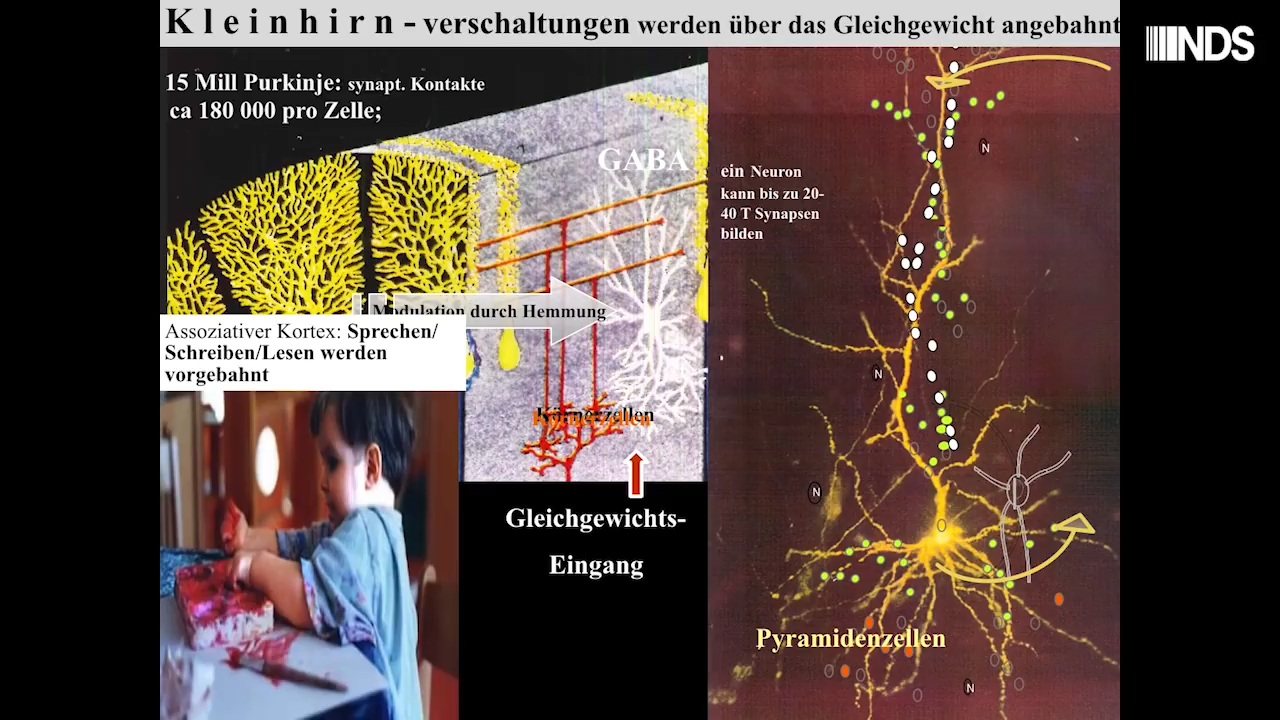 K l e i n h i r n - verschaltungen werden über das Gleichgewicht angebahnt
NDS
15 Mill Purkinje: synapt. Kontakte
ca 180 000 pro Zelle;
GABA
ein Neuron
kann bis zu 20-
40 T Synapsen
bilden
N
Modulation durch Hemmung
Assoziativer Kortex: Sprechen/
Schreiben/Lesen werden
vorgebahnt
N
Körnerzellen
Körnerzellen
N
Gleichgewichts-
Eingang
Pyramidenzellen
N